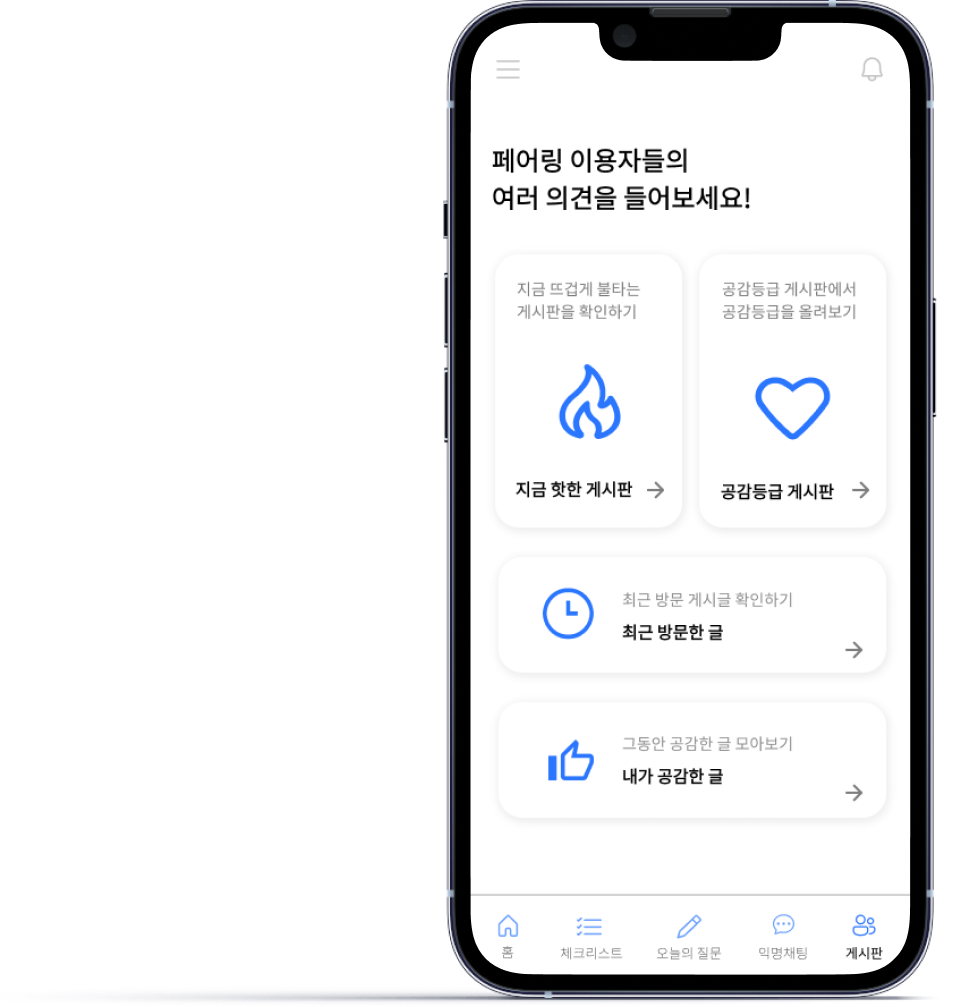 페어링 이용자들의
여러 의견을 들어보세요!
지금 뜨겁게 불타는
게시판을 확인하기
지금 핫한 게시판
공감등급 게시판에서
공감등급을 올려보기
공감등급 게시판
최근 방문 게시글 확인하기
최근 방문한 글
그동안 공감한 글 모아보기
내가 공감한 글
홈
체크리스트
오늘의 질문
익명채팅
게시판